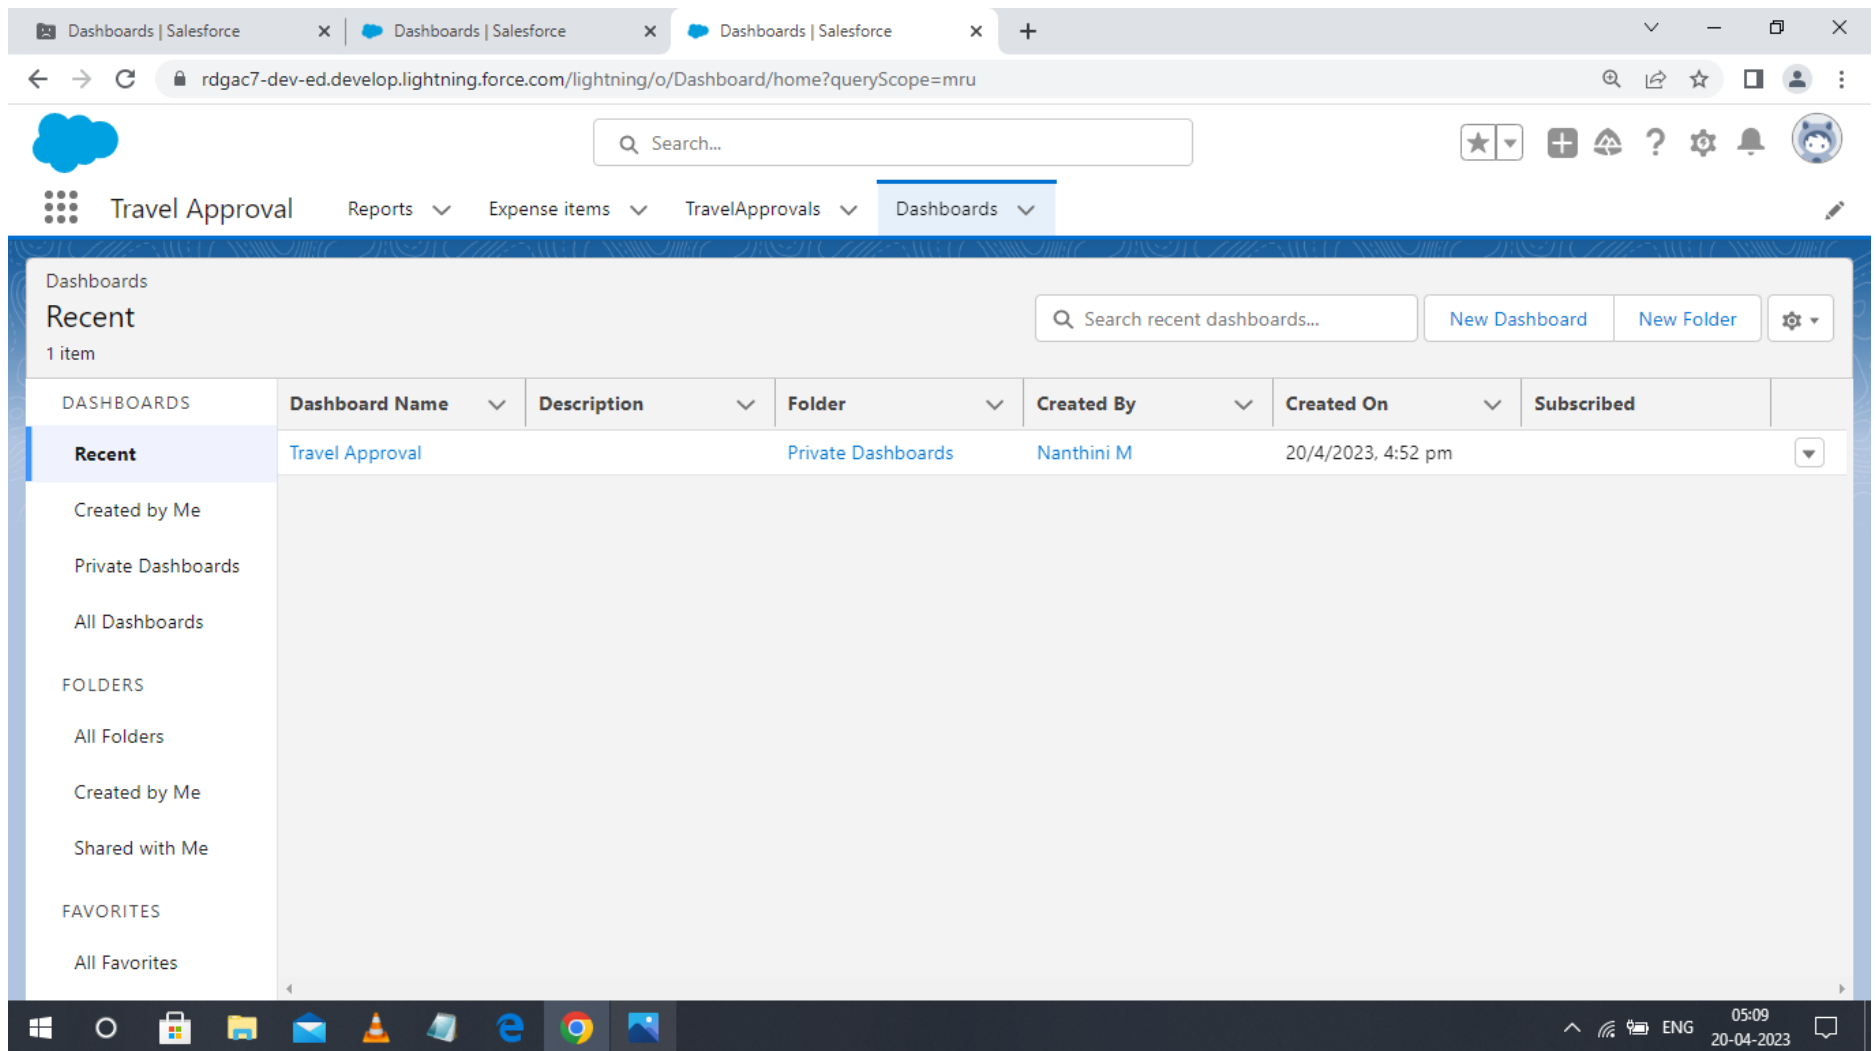 Dashboards | Salesforce
Dashboards | Salesforce
Dashboards | Salesforce
rdgac7-dev-ed.develop.lightning.force.com/lightning/o/Dashboard/home?queryScope=mru
Search...
Travel Approval Reports Expense items TravelApprovals Dashboards
Dashboards
Recent
1 item
Search recent dashboards... New Dashboard New Folder
DASHBOARDS
Dashboard Name Description Folder Created By Created On Subscribed
Recent
Travel Approval Private Dashboards Nanthini M 20/4/2023, 4:52 pm
Created by Me
Private Dashboards
All Dashboards
FOLDERS
All Folders
Created by Me
Shared with Me
FAVORITES
All Favorites
ENG
05:09
20-04-2023